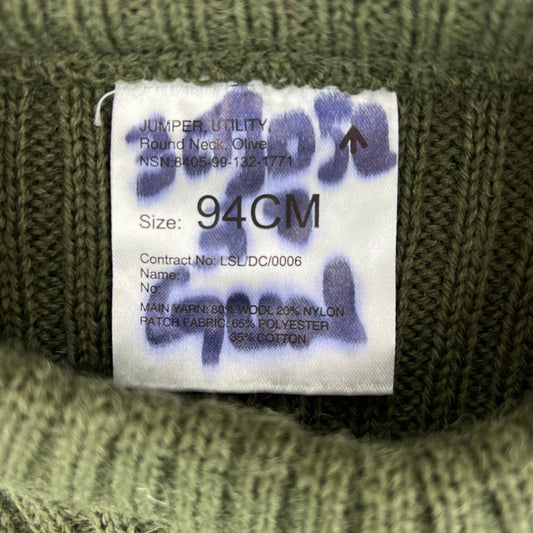 JUMPER, UTILITY,
Round Neck, Olive
NSN:8405-99-132-1771
Size: 94CM
Contract No: LSL/DC/0006
Name:
No:
MAIN YARN: 80% WOOL 20% NYLON
PATCH FABRIC: 65% POLYESTER
35% COTTON